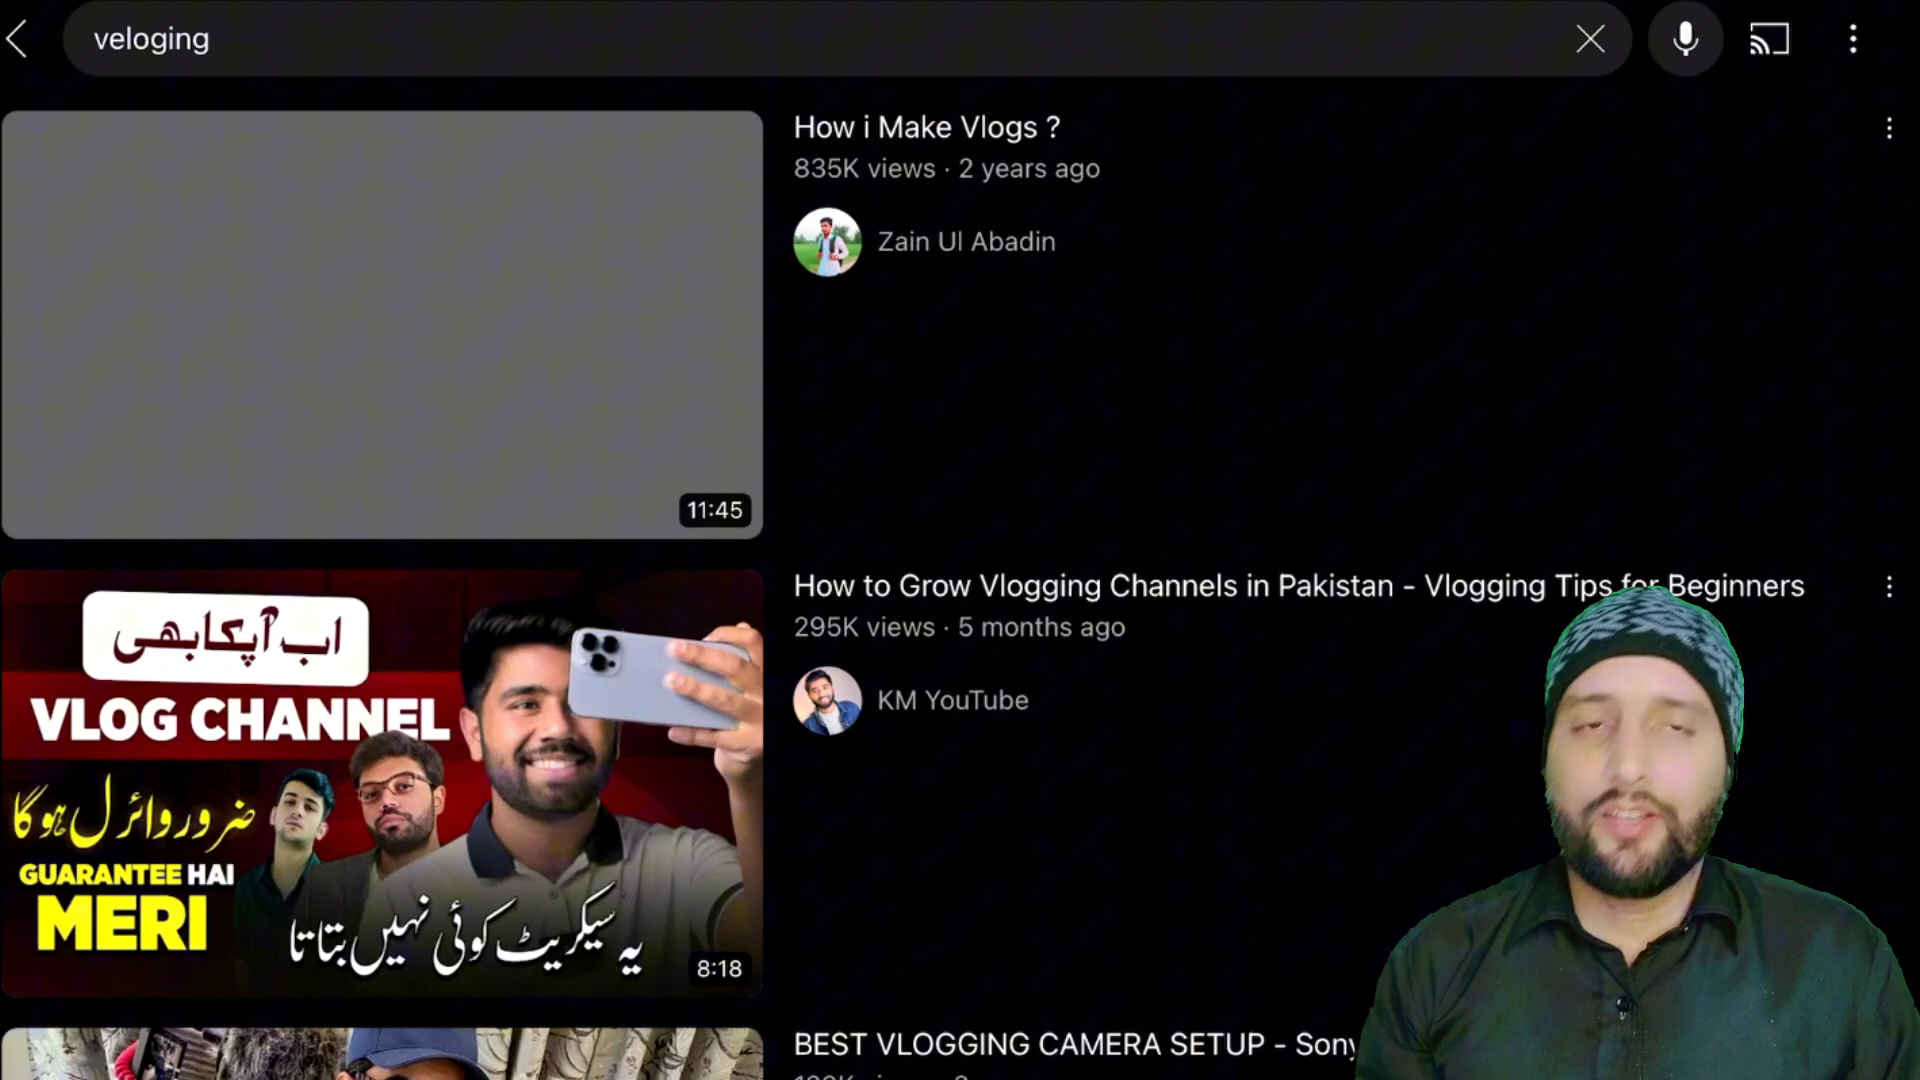 veloging
How i Make Vlogs ?
835K views · 2 years ago
Zain Ul Abadin
11:45
How to Grow Vlogging Channels in Pakistan - Vlogging Tips for Beginners
295K views · 5 months ago
KM YouTube
اب آپکا بھی
VLOG CHANNEL
ضرور وائرل ہوگا
GUARANTEE HAI
MERI
یہ سیکریٹ کوئی نہیں بتاتا
8:18
BEST VLOGGING CAMERA SETUP - Sony